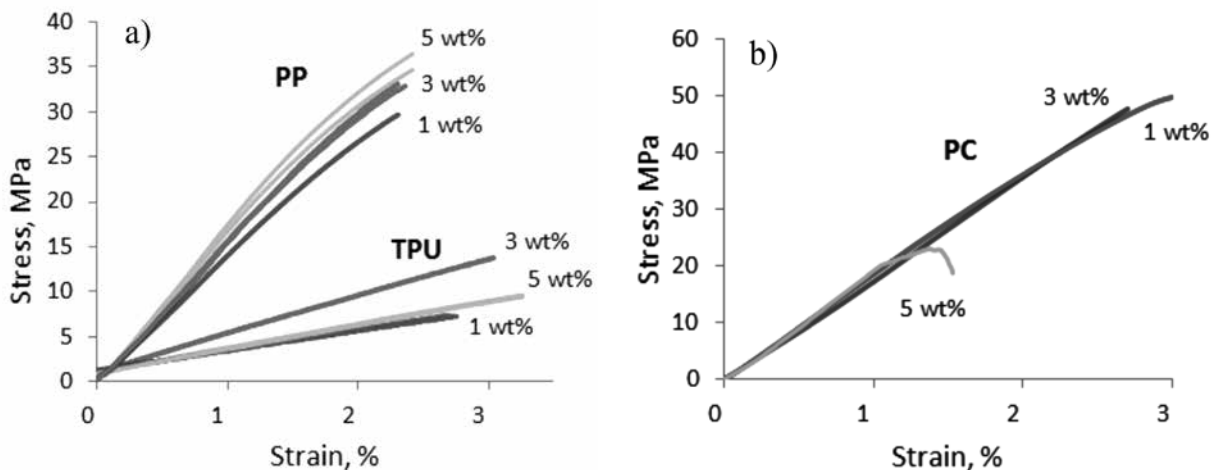 a)
Stress, MPa
40
35
30
25
20
15
10
5
0
PP
5 wt%
3 wt%
1 wt%
TPU
3 wt%
5 wt%
1 wt%
0 1 2 3
Strain, %
b)
Stress, MPa
60
50
40
30
20
10
0
PC
3 wt%
1 wt%
5 wt%
0 1 2 3
Strain, %